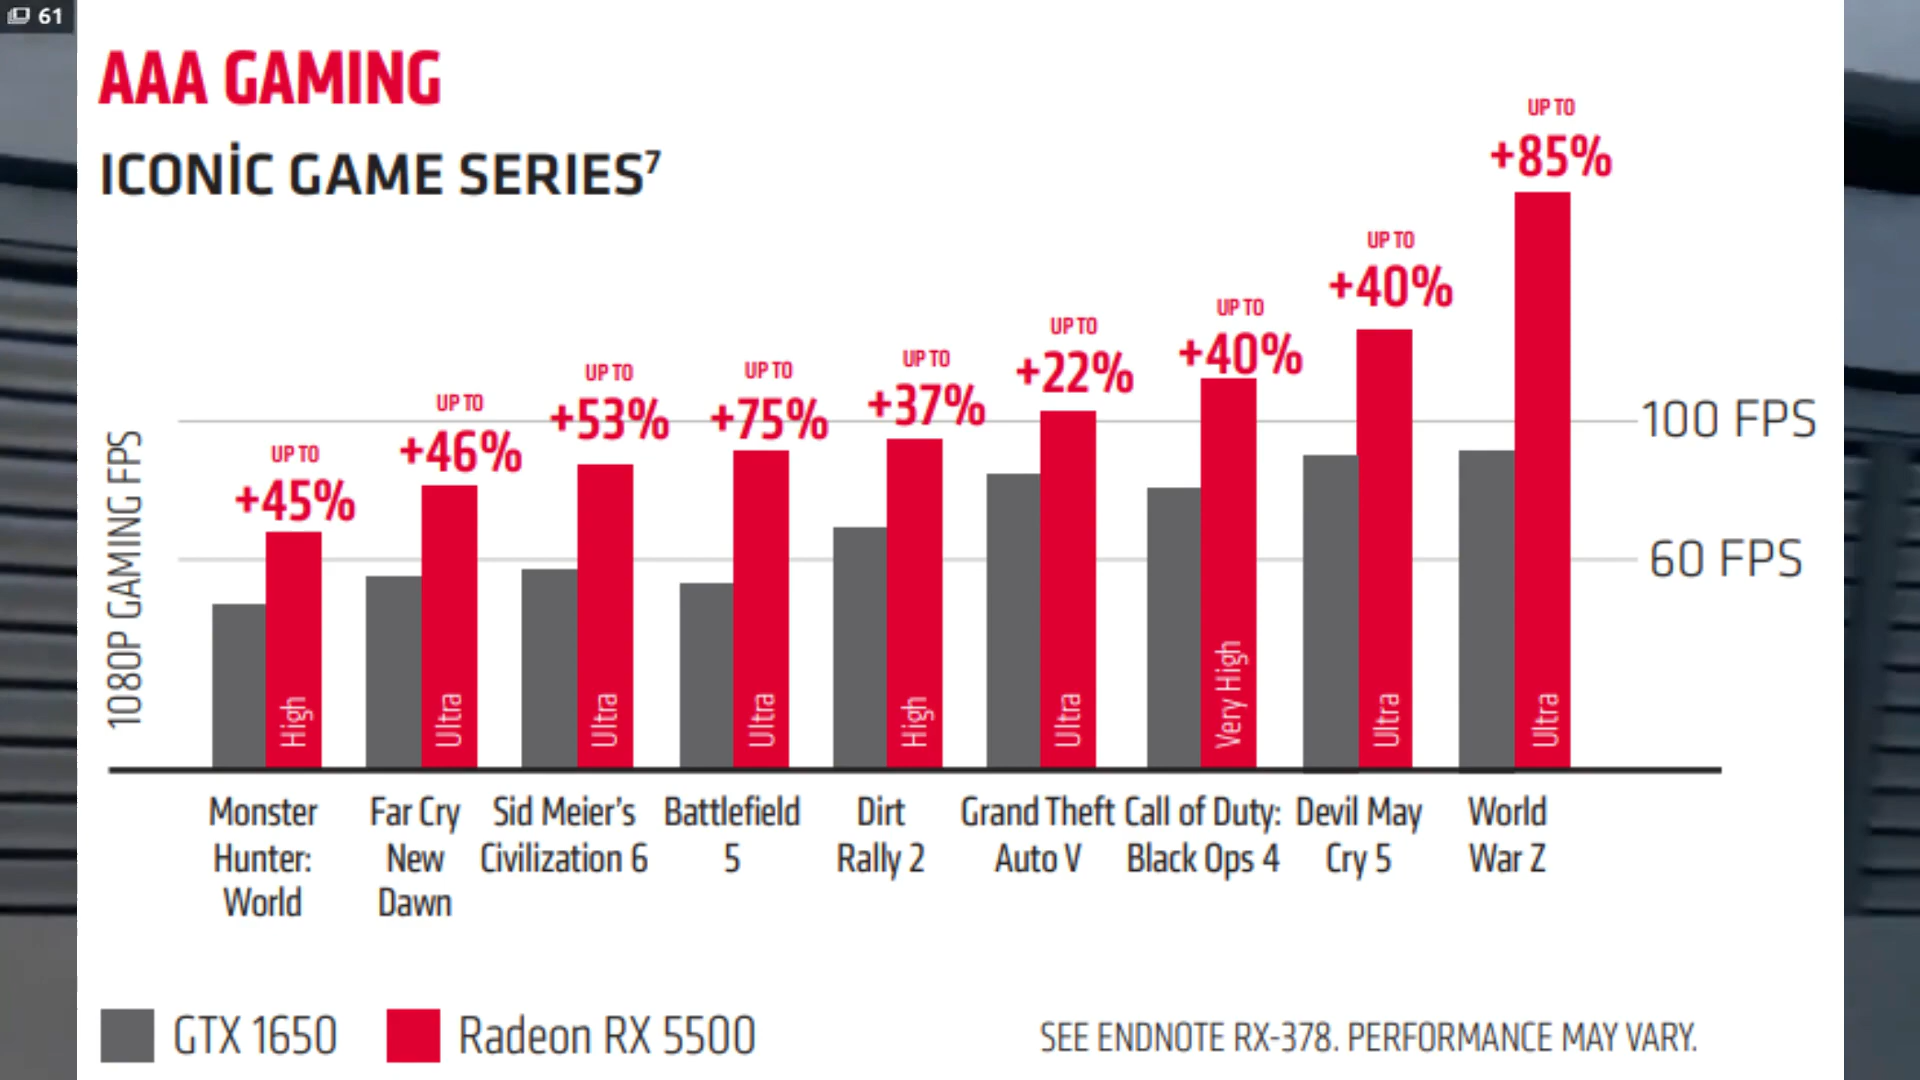 61
AAA GAMING
ICONİC GAME SERIES⁷
UP TO
+85%
UP TO
+40%
UP TO
+40%
UP TO
+22%
UP TO
+37%
UP TO
+75%
UP TO
+53%
UP TO
+46%
UP TO
+45%
100 FPS
60 FPS
1080P GAMING FPS
High
Ultra
Ultra
Ultra
High
Ultra
Very High
Ultra
Ultra
Monster
Hunter:
World
Far Cry
New
Dawn
Sid Meier's
Civilization 6
Battlefield
5
Dirt
Rally 2
Grand Theft
Auto V
Call of Duty:
Black Ops 4
Devil May
Cry 5
World
War Z
GTX 1650
Radeon RX 5500
SEE ENDNOTE RX-378. PERFORMANCE MAY VARY.